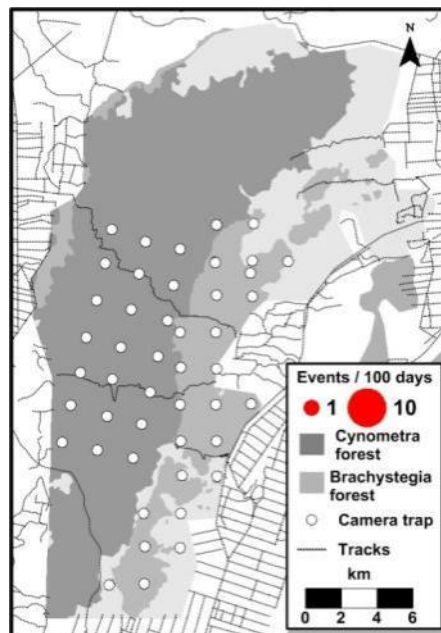 N
Events / 100 days
1 10
Cynometra
forest
Brachystegia
forest
Camera trap
Tracks
km
0 2 4 6